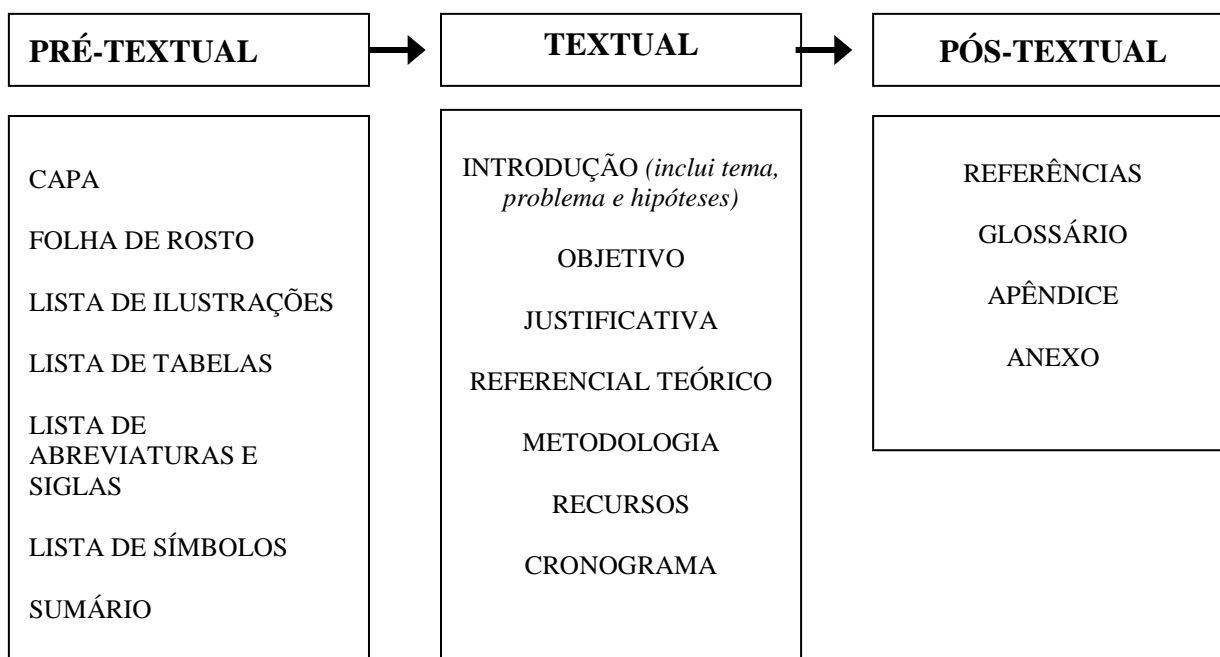 PRÉ-TEXTUAL
TEXTUAL
PÓS-TEXTUAL
CAPA
FOLHA DE ROSTO
LISTA DE ILUSTRAÇÕES
LISTA DE TABELAS
LISTA DE
ABREVIATURAS E
SIGLAS
LISTA DE SÍMBOLOS
SUMÁRIO
INTRODUÇÃO (inclui tema,
problema e hipóteses)
OBJETIVO
JUSTIFICATIVA
REFERENCIAL TEÓRICO
METODOLOGIA
RECURSOS
CRONOGRAMA
REFERÊNCIAS
GLOSSÁRIO
APÊNDICE
ANEXO